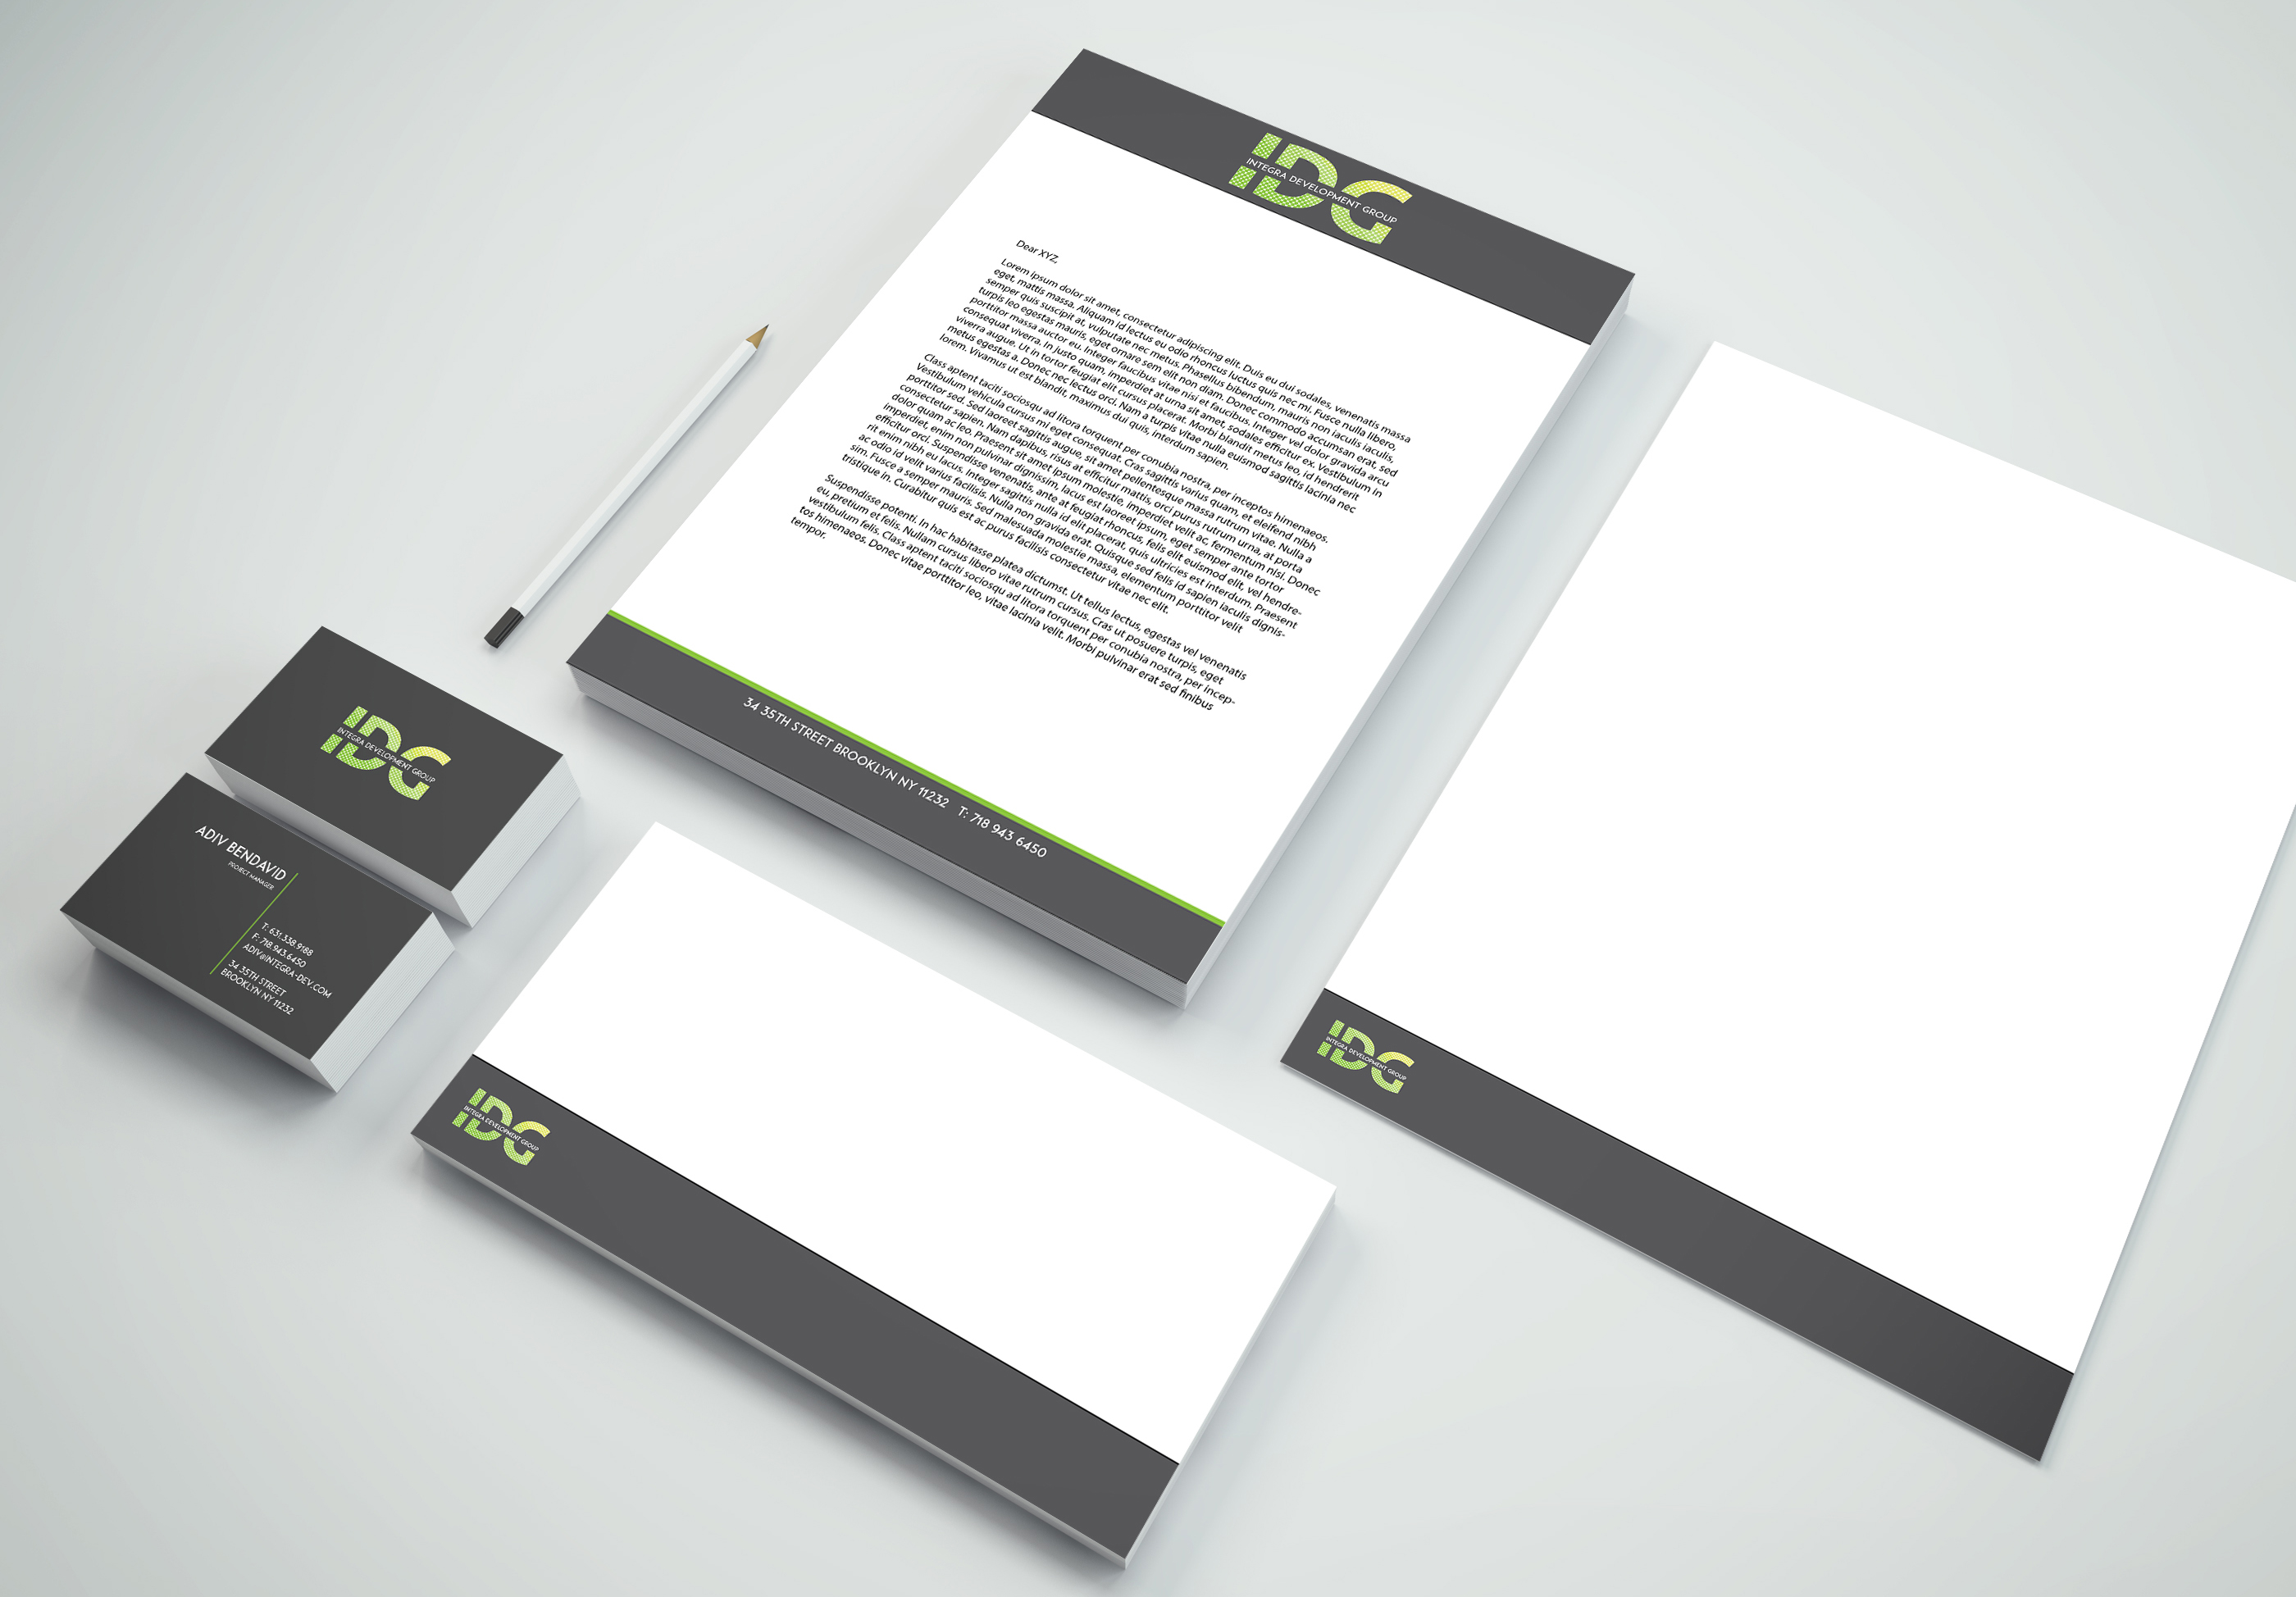 IDG
INTEGRA DEVELOPMENT GROUP
Dear XYZ,
Lorem ipsum dolor sit amet, consectetur adipiscing elit. Duis eu dui sodales, venenatis massa
eget, mattis massa. Aliquam id lectus eu odio rhoncus luctus quis nec mi. Fusce nulla libero,
semper quis suscipit at, vulputate nec metus. Phasellus bibendum, mauris non iaculis iaculis,
turpis leo egestas mauris, eget ornare sem elit non diam. Donec commodo accumsan erat, sed
porttitor massa auctor eu. Integer faucibus vitae nisi et faucibus. Integer vel dolor gravida arcu
consequat viverra. In justo quam, imperdiet at urna sit amet, sodales efficitur ex. Vestibulum in
viverra augue. Ut in tortor feugiat elit cursus placerat. Morbi blandit metus leo, id hendrerit
metus egestas a. Donec nec lectus orci. Nam a turpis vitae nulla euismod sagittis lacinia nec
lorem. Vivamus ut est blandit, maximus dui quis, interdum sapien.
Class aptent taciti sociosqu ad litora torquent per conubia nostra, per inceptos himenaeos.
Vestibulum vehicula cursus mi eget consequat. Cras sagittis varius quam, et eleifend nibh
porttitor sed. Sed laoreet sagittis augue, sit amet pellentesque massa rutrum vitae. Nulla a
consectetur sapien. Nam dapibus, risus at efficitur mattis, orci purus rutrum urna, at porta
dolor quam ac leo. Praesent sit amet ipsum molestie, imperdiet velit ac, fermentum nisi. Donec
imperdiet, enim non pulvinar dignissim, lacus est laoreet ipsum, eget semper ante tortor
efficitur orci. Suspendisse venenatis, ante at feugiat rhoncus, felis elit euismod elit, vel hendre-
rit enim nibh eu lacus. Integer sagittis nulla id elit placerat, quis ultricies est interdum. Praesent
ac odio id velit varius facilisis. Nulla non gravida erat. Quisque sed felis id sapien iaculis dignis-
sim. Fusce a semper mauris. Sed malesuada molestie massa, elementum porttitor velit
tristique in. Curabitur quis est ac purus facilisis consectetur vitae nec elit.
Suspendisse potenti. In hac habitasse platea dictumst. Ut tellus lectus, egestas vel venenatis
eu, pretium et felis. Nullam cursus libero vitae rutrum cursus. Cras ut posuere turpis, eget
vestibulum felis. Class aptent taciti sociosqu ad litora torquent per conubia nostra, per incep-
tos himenaeos. Donec vitae porttitor leo, vitae lacinia velit. Morbi pulvinar erat sed finibus
tempor.
34 35TH STREET BROOKLYN NY 11232 T: 718 943 6450
IDG
INTEGRA DEVELOPMENT GROUP
ADIV BENDAVID
PROJECT MANAGER
T: 631.338.9188
F: 718.943.6450
ADIV@INTEGRA-DEV.COM
34 35TH STREET
BROOKLYN NY 11232
IDG
INTEGRA DEVELOPMENT GROUP
IDG
INTEGRA DEVELOPMENT GROUP